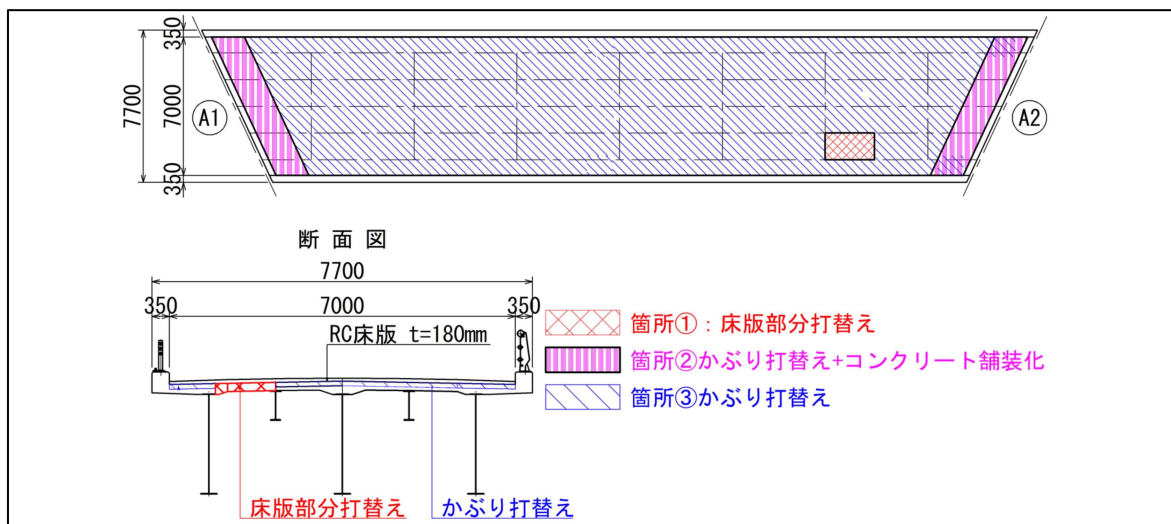 350
7700
7000
350
A1
A2
断面図
7700
350
7000
350
RC床版 t=180mm
箇所①：床版部分打替え
箇所②かぶり打替え+コンクリート舗装化
箇所③かぶり打替え
床版部分打替え
かぶり打替え